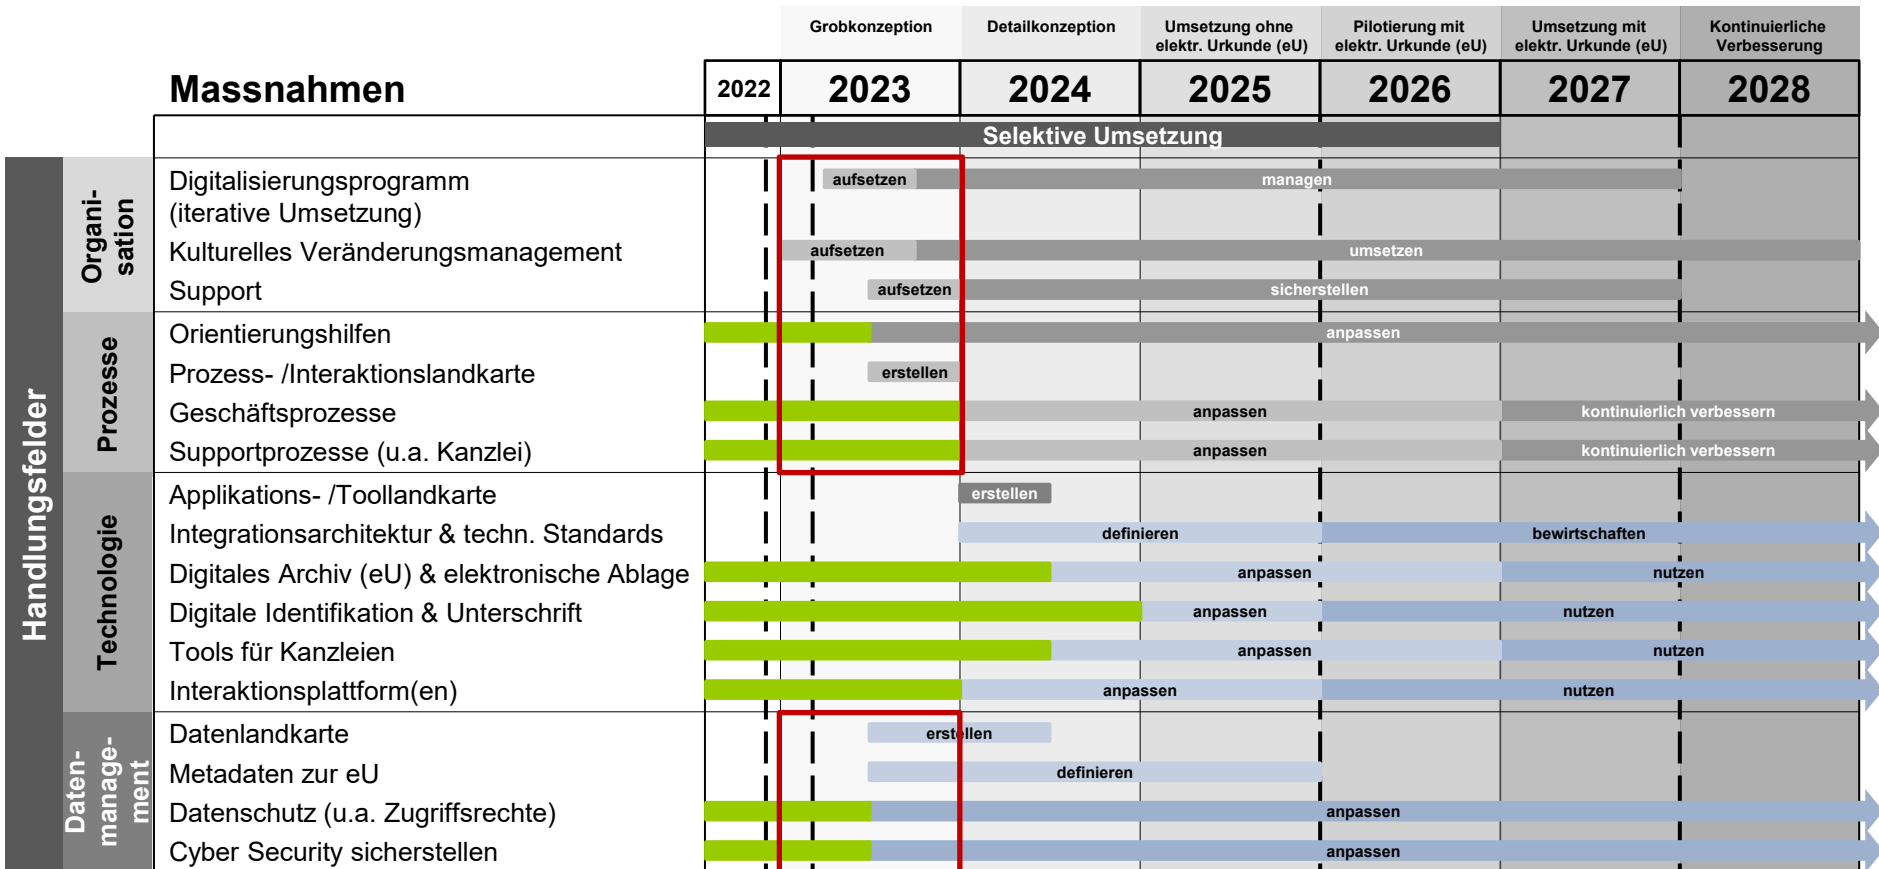 Grobkonzeption
Detailkonzeption
Umsetzung ohne
elektr. Urkunde (eU)
Pilotierung mit
elektr. Urkunde (eU)
Umsetzung mit
elektr. Urkunde (eU)
Kontinuierliche
Verbesserung
Massnahmen
2022
2023
2024
2025
2026
2027
2028
Selektive Umsetzung
Handlungsfelder
Organi-
sation
Digitalisierungsprogramm
(iterative Umsetzung)
aufsetzen
managen
Kulturelles Veränderungsmanagement
aufsetzen
umsetzen
Support
aufsetzen
sicherstellen
Prozesse
Orientierungshilfen
anpassen
Prozess- /Interaktionslandkarte
erstellen
Geschäftsprozesse
anpassen
kontinuierlich verbessern
Supportprozesse (u.a. Kanzlei)
anpassen
kontinuierlich verbessern
Technologie
Applikations- /Toollandkarte
erstellen
Integrationsarchitektur & techn. Standards
definieren
bewirtschaften
Digitales Archiv (eU) & elektronische Ablage
anpassen
nutzen
Digitale Identifikation & Unterschrift
anpassen
nutzen
Tools für Kanzleien
anpassen
nutzen
Interaktionsplattform(en)
anpassen
nutzen
Daten-
manage-
ment
Datenlandkarte
erstellen
Metadaten zur eU
definieren
Datenschutz (u.a. Zugriffsrechte)
anpassen
Cyber Security sicherstellen
anpassen